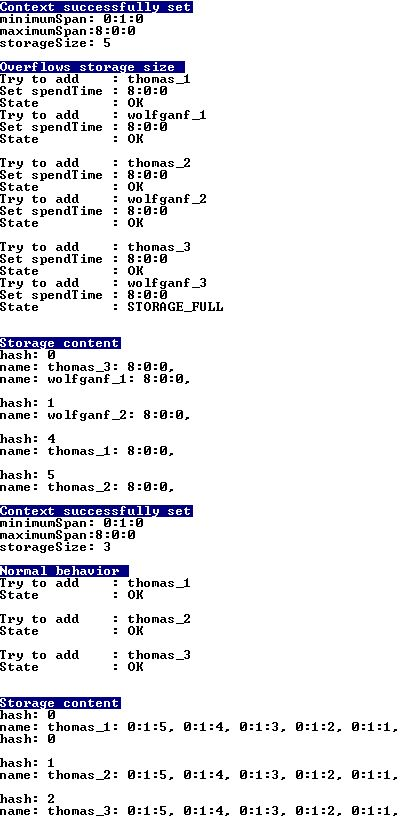 Context successfully set
minimumSpan: 0:1:0
maximumSpan:8:0:0
storageSize: 5
Overflows storage size
Try to add    : thomas_1
Set spendTime : 8:0:0
State         : OK
Try to add    : wolfganf_1
Set spendTime : 8:0:0
State         : OK
Try to add    : thomas_2
Set spendTime : 8:0:0
State         : OK
Try to add    : wolfganf_2
Set spendTime : 8:0:0
State         : OK
Try to add    : thomas_3
Set spendTime : 8:0:0
State         : OK
Try to add    : wolfganf_3
Set spendTime : 8:0:0
State         : STORAGE_FULL
Storage content
hash: 0
name: thomas_3: 8:0:0,
name: wolfganf_1: 8:0:0,
hash: 1
name: wolfganf_2: 8:0:0,
hash: 4
name: thomas_1: 8:0:0,
hash: 5
name: thomas_2: 8:0:0,
Context successfully set
minimumSpan: 0:1:0
maximumSpan:8:0:0
storageSize: 3
Normal behavior
Try to add    : thomas_1
State         : OK
Try to add    : thomas_2
State         : OK
Try to add    : thomas_3
State         : OK
Storage content
hash: 0
name: thomas_1: 0:1:5, 0:1:4, 0:1:3, 0:1:2, 0:1:1,
hash: 0
hash: 1
name: thomas_2: 0:1:5, 0:1:4, 0:1:3, 0:1:2, 0:1:1,
hash: 2
name: thomas_3: 0:1:5, 0:1:4, 0:1:3, 0:1:2, 0:1:1,